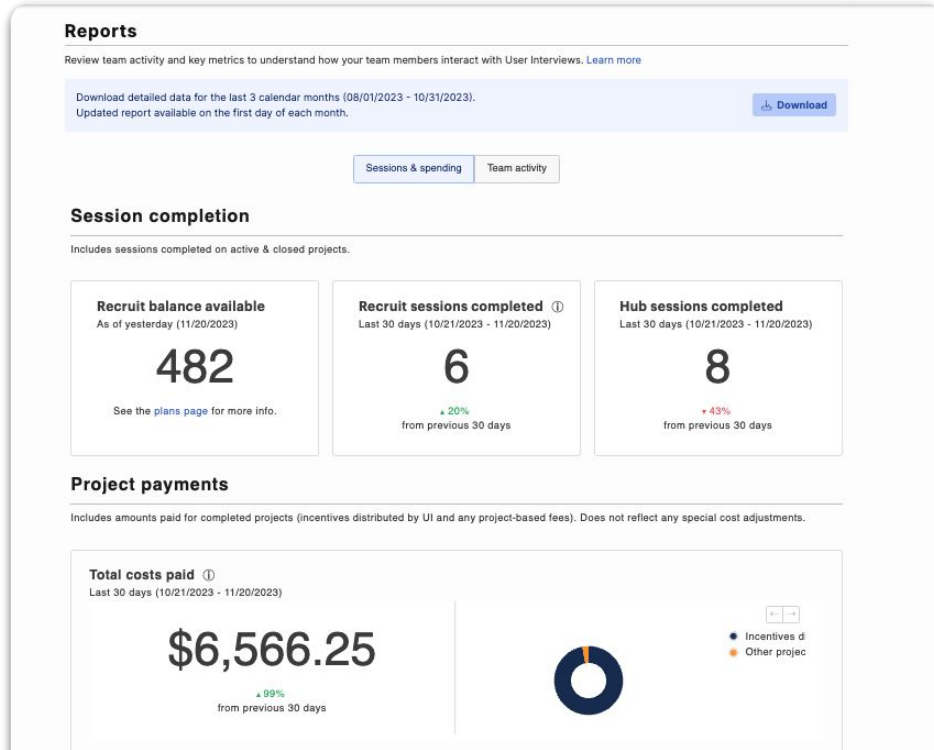 Reports
Review team activity and key metrics to understand how your team members interact with User Interviews. Learn more
Download detailed data for the last 3 calendar months (08/01/2023 - 10/31/2023).
Updated report available on the first day of each month.
Download
Sessions & spending
Team activity
Session completion
Includes sessions completed on active & closed projects.
Recruit balance available
As of yesterday (11/20/2023)
482
See the plans page for more info.
Recruit sessions completed
Last 30 days (10/21/2023 - 11/20/2023)
6
▲ 20%
from previous 30 days
Hub sessions completed
Last 30 days (10/21/2023 - 11/20/2023)
8
▼ 43%
from previous 30 days
Project payments
Includes amounts paid for completed projects (incentives distributed by UI and any project-based fees). Does not reflect any special cost adjustments.
Total costs paid
Last 30 days (10/21/2023 - 11/20/2023)
$6,566.25
▲ 99%
from previous 30 days
Incentives d
Other projec